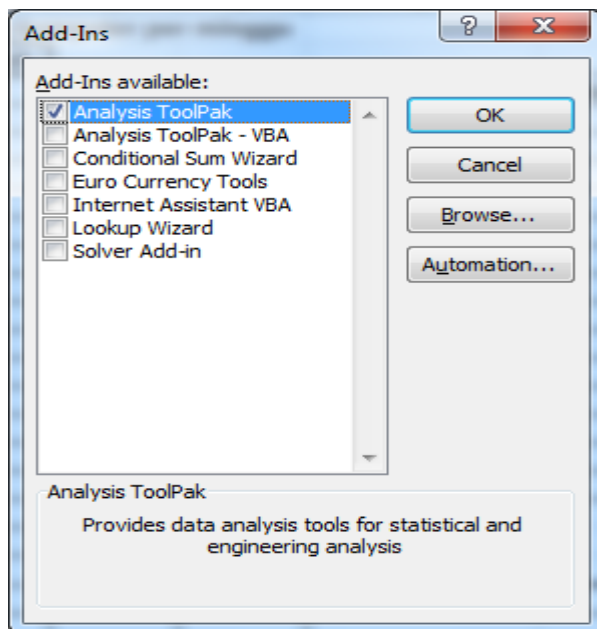 Add-Ins
Add-Ins available:
Analysis ToolPak
Analysis ToolPak - VBA
Conditional Sum Wizard
Euro Currency Tools
Internet Assistant VBA
Lookup Wizard
Solver Add-in
OK
Cancel
Browse...
Automation...
Analysis ToolPak
Provides data analysis tools for statistical and
engineering analysis